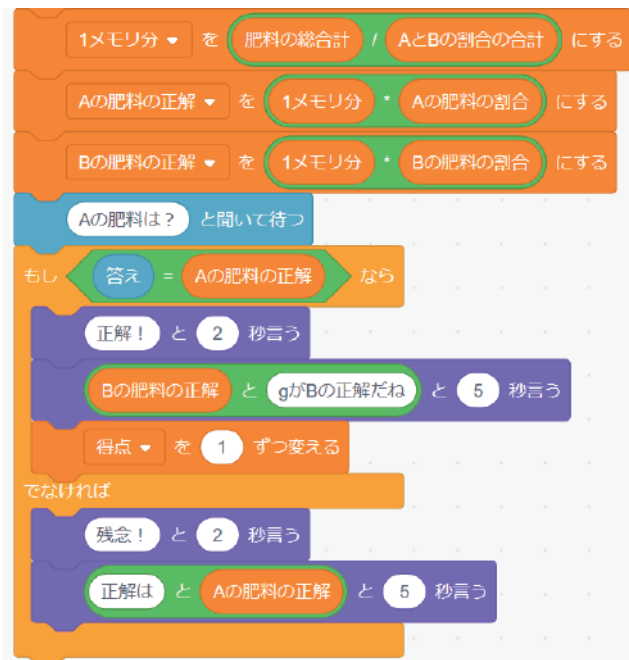 1メモリ分 を 肥料の総合計 / AとBの割合の合計 にする
Aの肥料の正解 を 1メモリ分 * Aの肥料の割合 にする
Bの肥料の正解 を 1メモリ分 * Bの肥料の割合 にする
Aの肥料は？ と聞いて待つ
もし 答え = Aの肥料の正解 なら
正解！ と 2 秒言う
Bの肥料の正解 と gがBの正解だね と 5 秒言う
得点 を 1 ずつ変える
でなければ
残念！ と 2 秒言う
正解は と Aの肥料の正解 と 5 秒言う